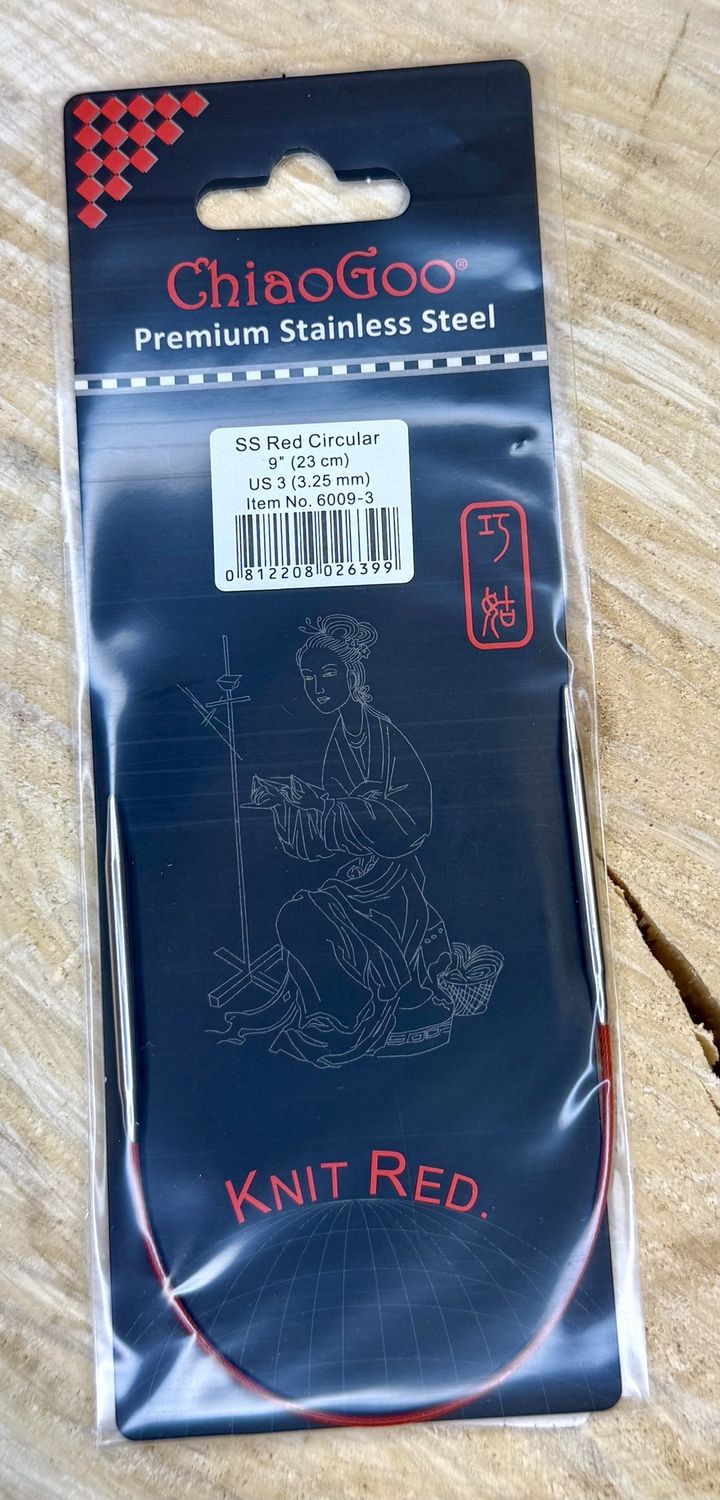 ChiaoGoo®
Premium Stainless Steel
SS Red Circular
9" (23 cm)
US 3 (3.25 mm)
Item No. 6009-3
0 812208 026399
巧
姑
KNIT RED.